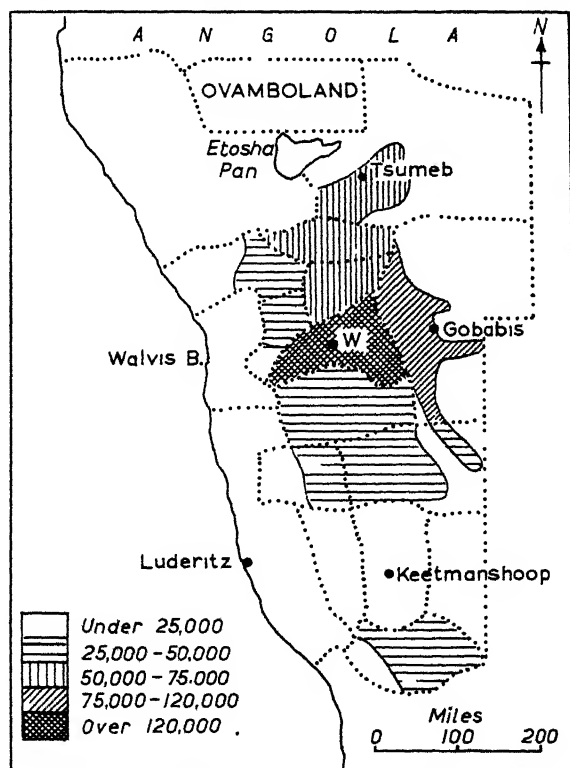 A N G O L A
N
OVAMBOLAND
Etosha
Pan
Tsumeb
Gobabis
W
Walvis B.
Luderitz
Keetmanshoop
Under 25,000
25,000-50,000
50,000-75.000
75,000-120,000
Over 120,000 .
Miles
0 100 200